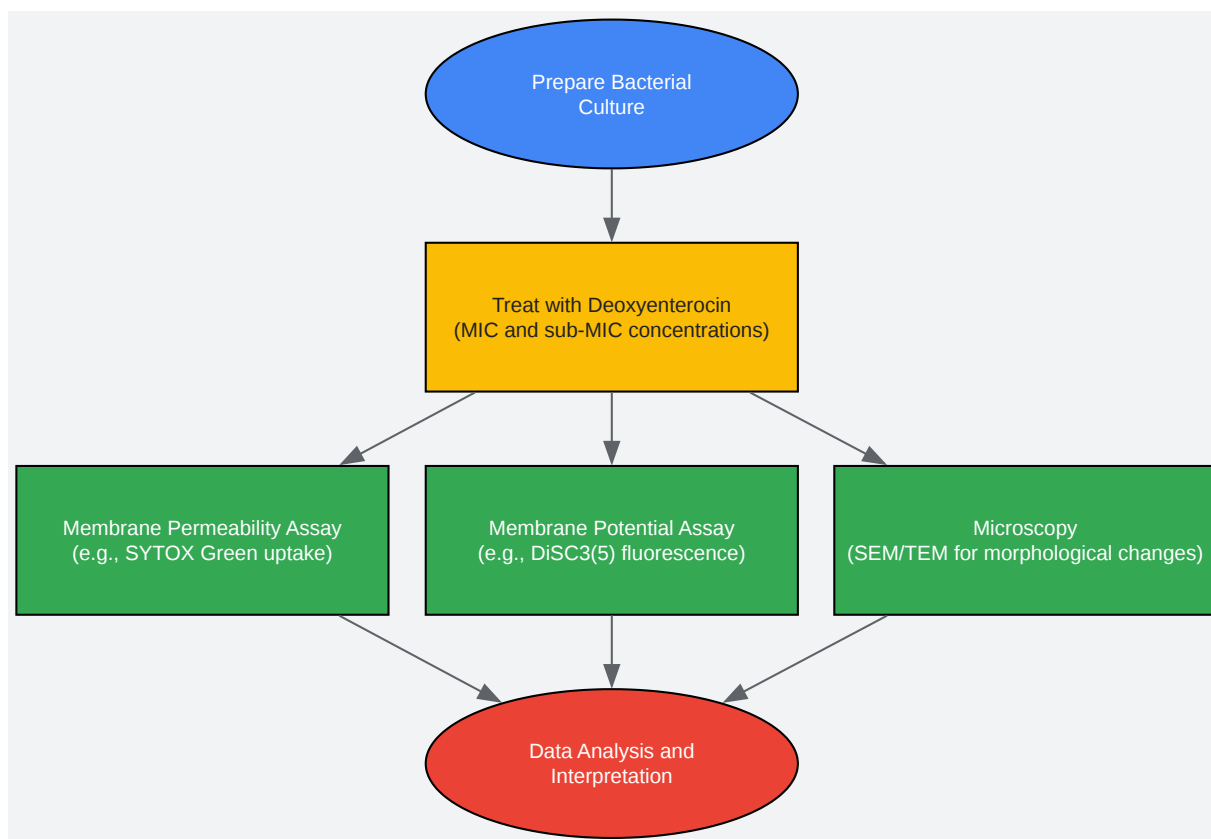 Prepare Bacterial
Culture
Treat with Deoxyenterocin
(MIC and sub-MIC concentrations)
Membrane Permeability Assay
(e.g., SYTOX Green uptake)
Membrane Potential Assay
(e.g., DiSC3(5) fluorescence)
Microscopy
(SEM/TEM for morphological changes)
Data Analysis and
Interpretation